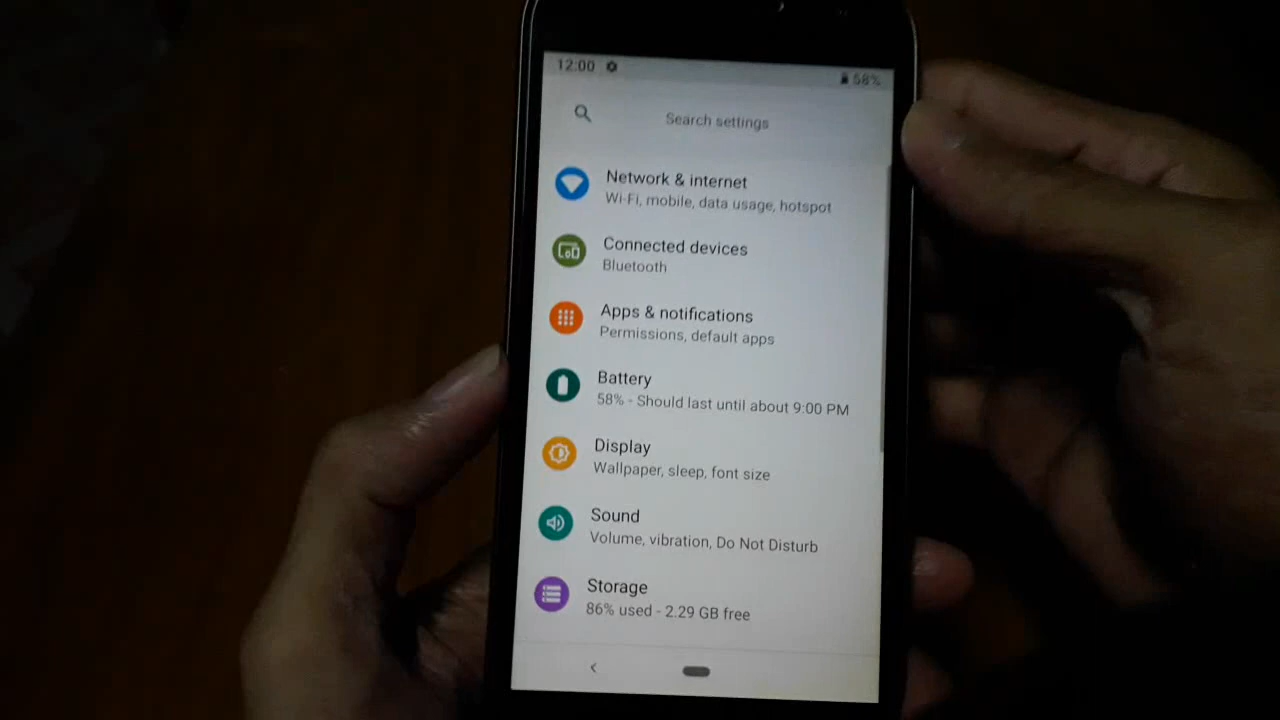 12:00 58%
Search settings
Network & internet
Wi-Fi, mobile, data usage, hotspot
Connected devices
Bluetooth
Apps & notifications
Permissions, default apps
Battery
58% - Should last until about 9:00 PM
Display
Wallpaper, sleep, font size
Sound
Volume, vibration, Do Not Disturb
Storage
86% used - 2.29 GB free